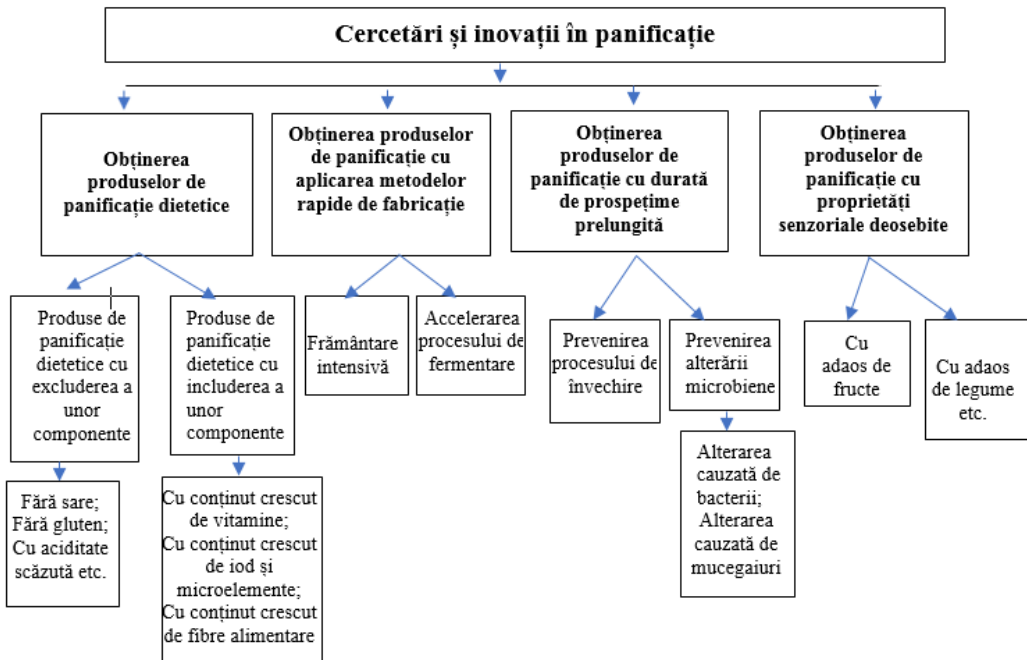 Cercetări și inovații în panificație
Obținerea
produselor de
panificație dietetice
Obținerea produselor
de panificație cu
aplicarea metodelor
rapide de fabricație
Obținerea
produselor de
panificație cu durată
de prospețime
prelungită
Obținerea
produselor de
panificație cu
proprietăți
senzoriale deosebite
Produse de
panificație
dietetice cu
excluderea a
unor
componente
Produse de
panificație
dietetice cu
includerea a
unor
componente
Frământare
intensivă
Accelerarea
procesului de
fermentare
Prevenirea
procesului de
învechire
Prevenirea
alterării
microbiene
Cu
adaos de
fructe
Cu adaos
de legume
etc.
Fără sare;
Fără gluten;
Cu aciditate
scăzută etc.
Cu conținut crescut
de vitamine;
Cu conținut crescut
de iod și
microelemente;
Cu conținut crescut
de fibre alimentare
Alterarea
cauzată de
bacterii;
Alterarea
cauzată de
mucegaiuri